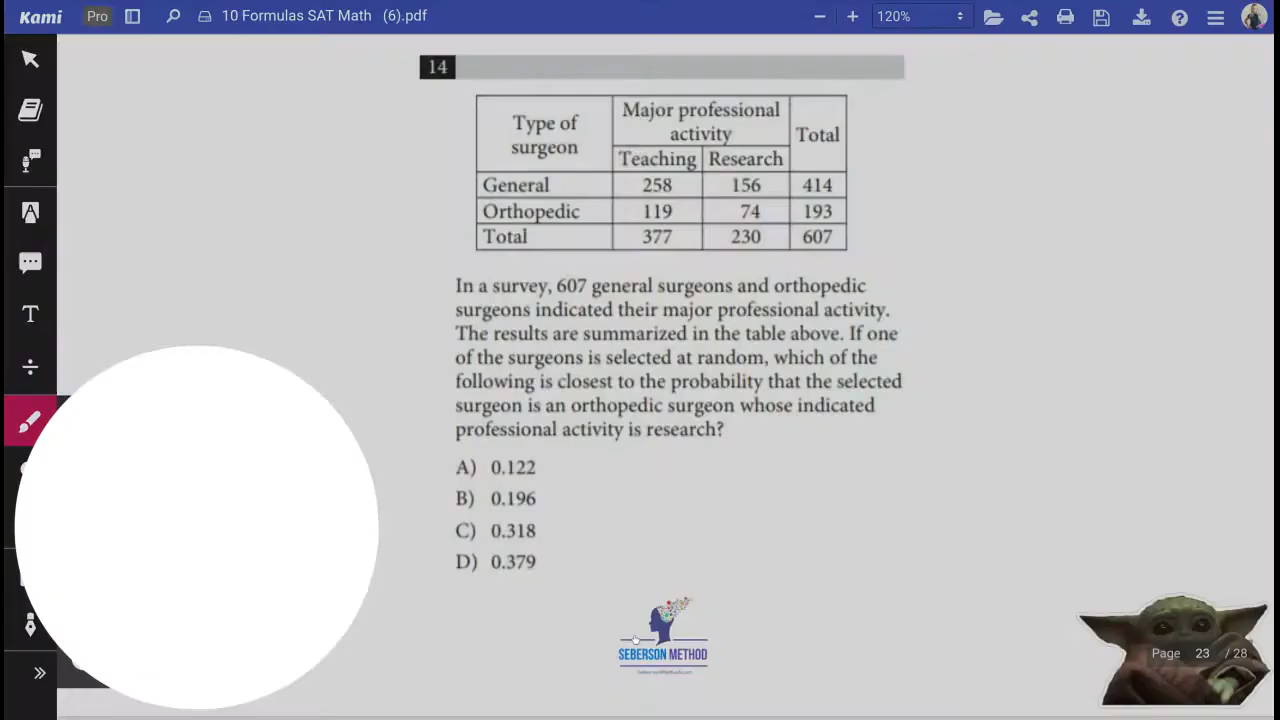 Kami
Pro
10 Formulas SAT Math (6).pdf
120%
14
Type of
surgeon
Major professional
activity
Total
Teaching
Research
General 258 156 414
Orthopedic 119 74 193
Total 377 230 607
In a survey, 607 general surgeons and orthopedic
surgeons indicated their major professional activity.
The results are summarized in the table above. If one
of the surgeons is selected at random, which of the
following is closest to the probability that the selected
surgeon is an orthopedic surgeon whose indicated
professional activity is research?
A) 0.122
B) 0.196
C) 0.318
D) 0.379
SEBERSON METHOD
Page 23 / 28